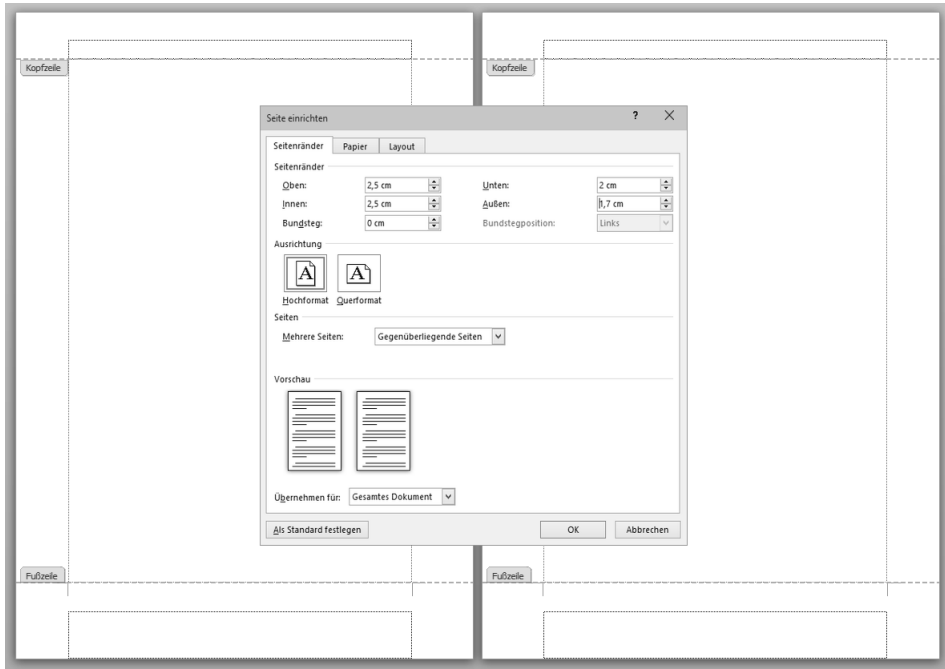 Kopfzeile
Kopfzeile
Seite einrichten ?
Seitenränder Papier Layout
Seitenränder
Oben: 2,5 cm Unten: 2 cm
Innen: 2,5 cm Außen: 1,7 cm
Bundsteg: 0 cm Bundstegposition: Links
Ausrichtung
A A
Hochformat Querformat
Seiten
Mehrere Seiten: Gegenüberliegende Seiten
Vorschau
Übernehmen für: Gesamtes Dokument
Als Standard festlegen OK Abbrechen
Fußzeile
Fußzeile